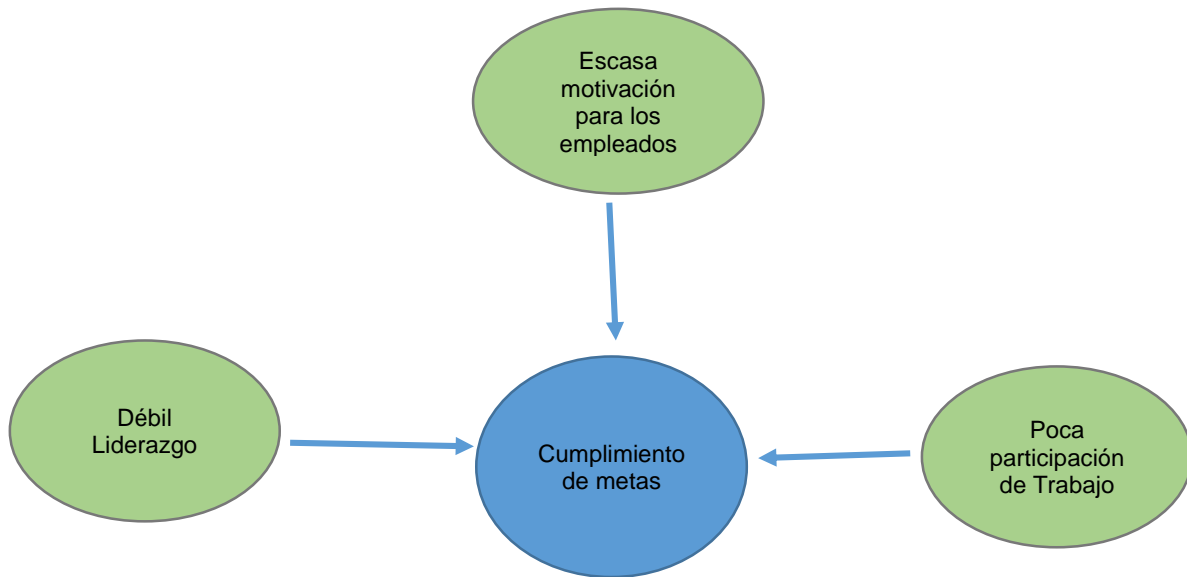 Escasa
motivación
para los
empleados
Débil
Liderazgo
Cumplimiento
de metas
Poca
participación
de Trabajo